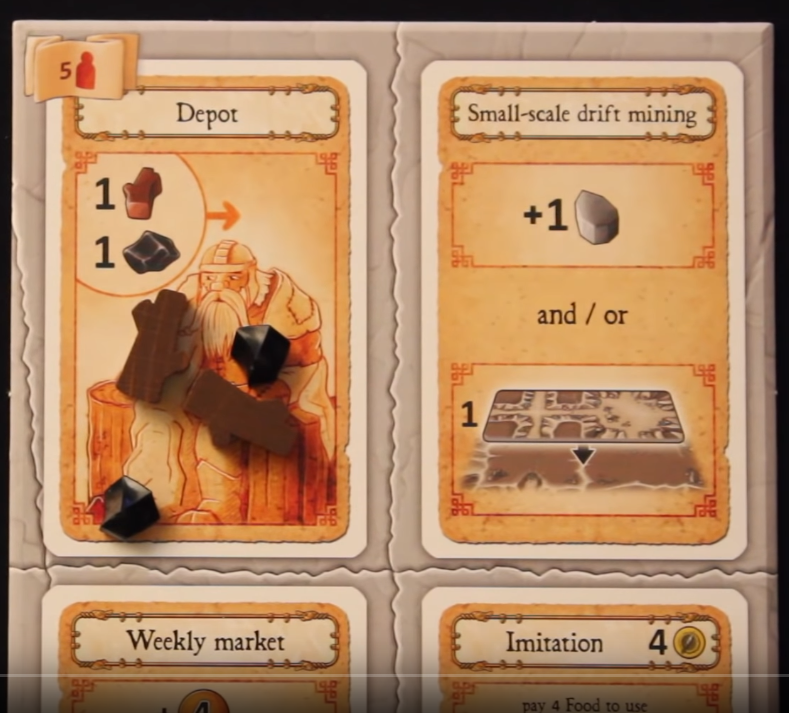 5
Depot
1
1
Small-scale drift mining
+1
and / or
1
Weekly market
+4
Imitation 4
pay 4 Food to use